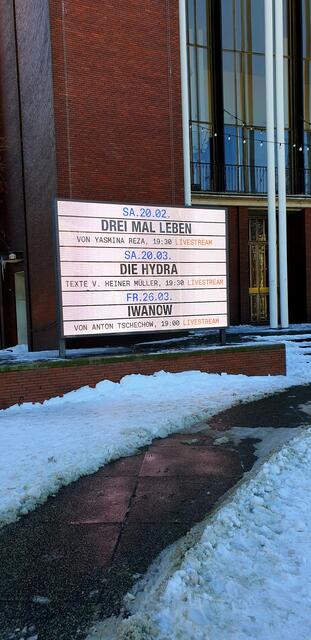 SA.20.02.
DREI MAL LEBEN
VON YASMINA REZA, 19:30 LIVESTREAM
SA.20.03.
DIE HYDRA
TEXTE V. HEINER MÜLLER, 19:30 LIVESTREAM
FR.26.03.
IWANOW
VON ANTON TSCHECHOW, 19:00 LIVESTREAM